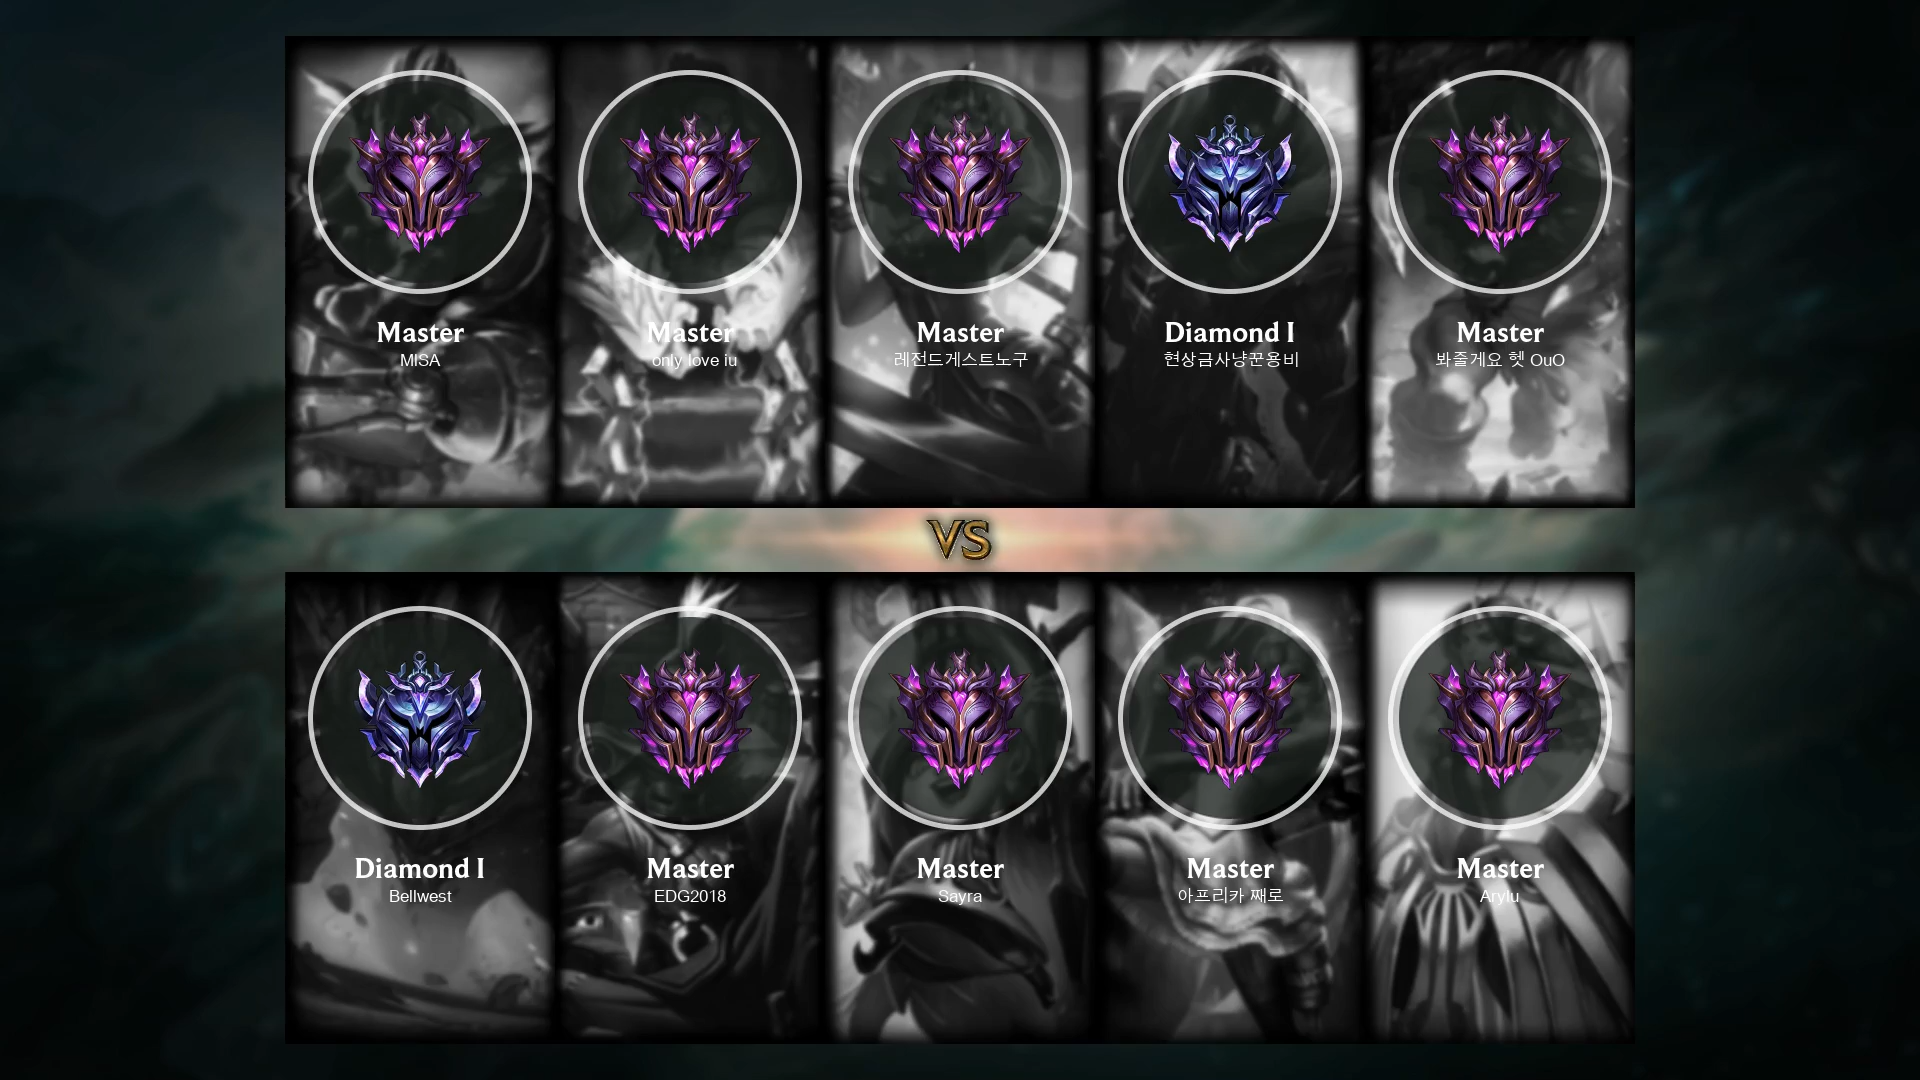 Master
MISA
Master
only love iu
Master
레전드게스트노구
Diamond I
현상금사냥꾼용비
Master
봐줄게요 헷 OuO
VS
Diamond I
Bellwest
Master
EDG2018
Master
Sayra
Master
아프리카 째로
Master
Arylu